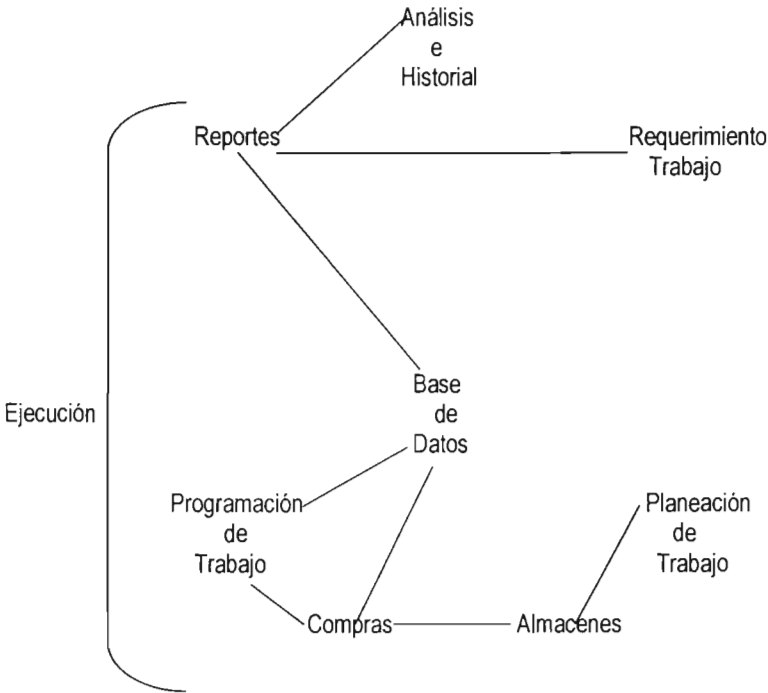 Análisis
e
Historial
Reportes
Requerimiento
Trabajo
Base
de
Datos
Ejecución
Programación
de
Trabajo
Planeación
de
Trabajo
Compras
Almacenes